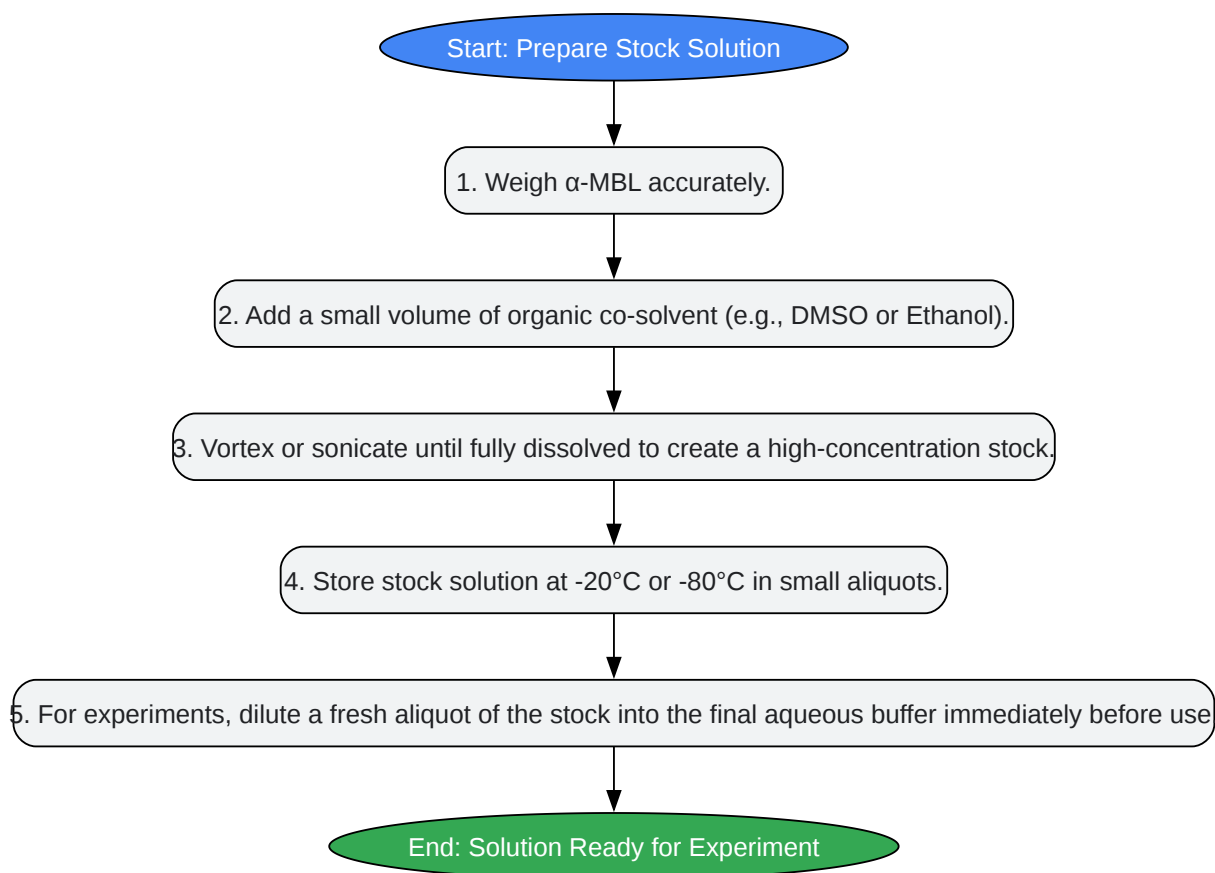 Start: Prepare Stock Solution
1. Weigh α-MBL accurately.
2. Add a small volume of organic co-solvent (e.g., DMSO or Ethanol).
3. Vortex or sonicate until fully dissolved to create a high-concentration stock.
4. Store stock solution at -20°C or -80°C in small aliquots.
5. For experiments, dilute a fresh aliquot of the stock into the final aqueous buffer immediately before use.
End: Solution Ready for Experiment